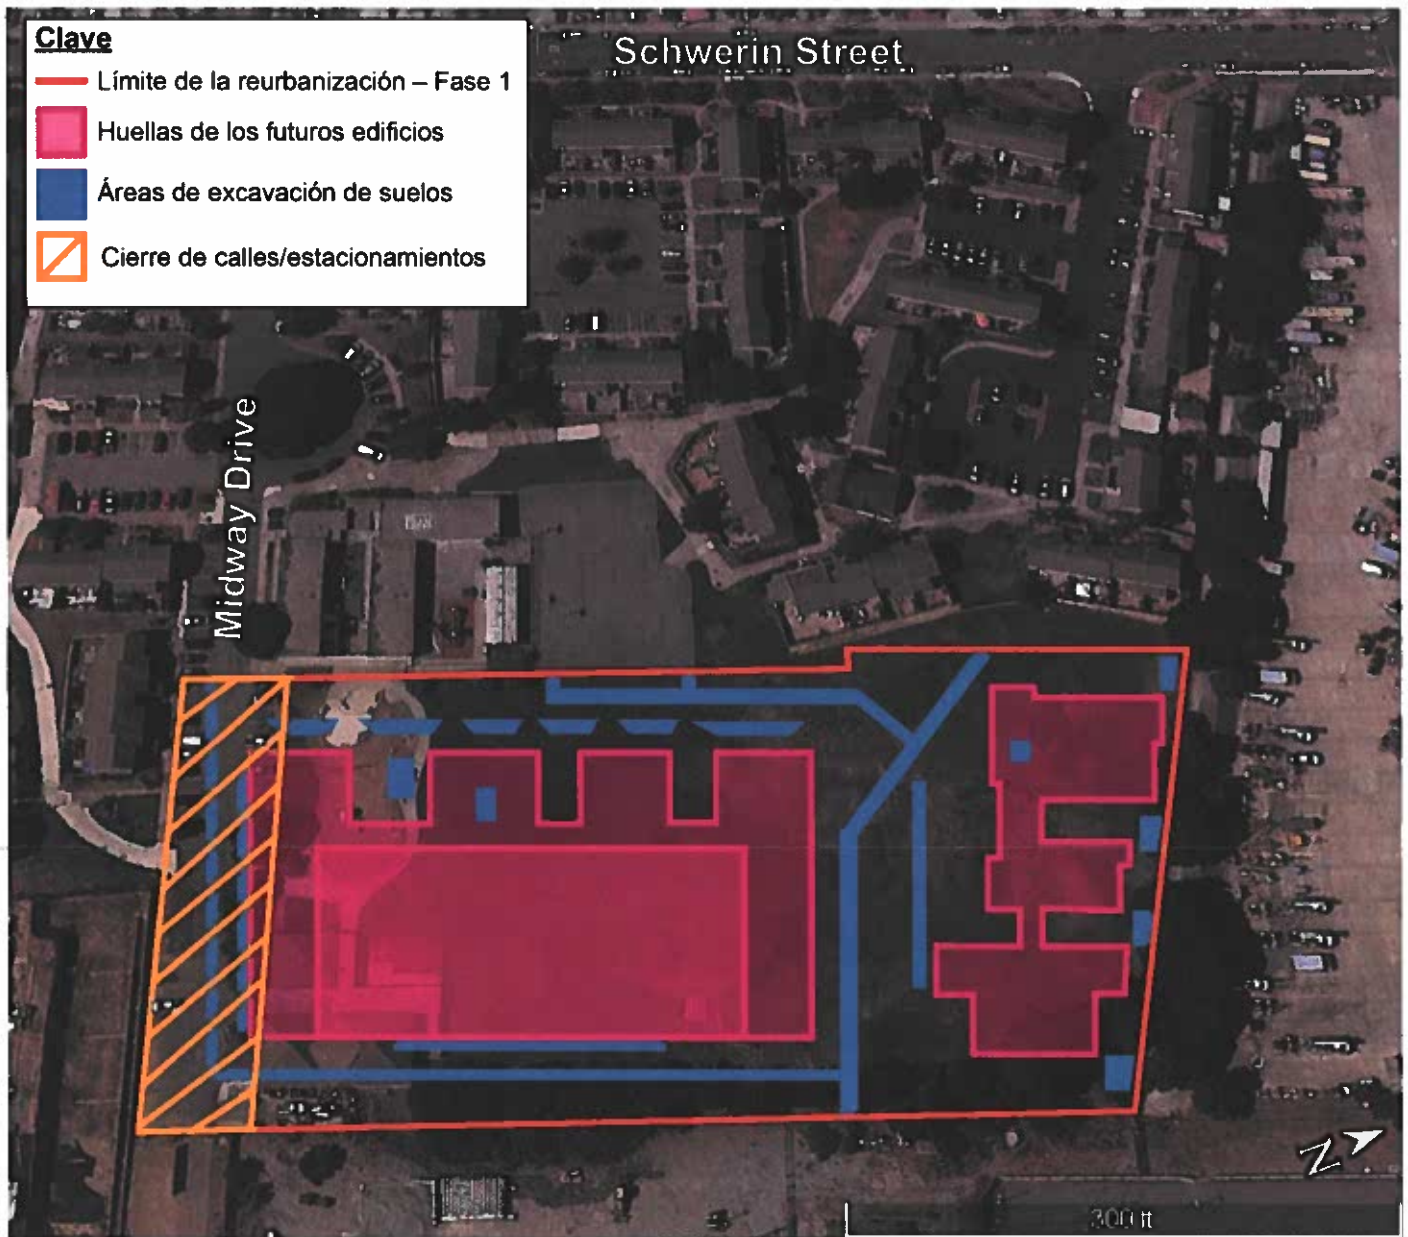 Clave
Límite de la reurbanización – Fase 1
Huellas de los futuros edificios
Áreas de excavación de suelos
Cierre de calles/estacionamientos
Schwerin Street
Midway Drive
N
300 ft